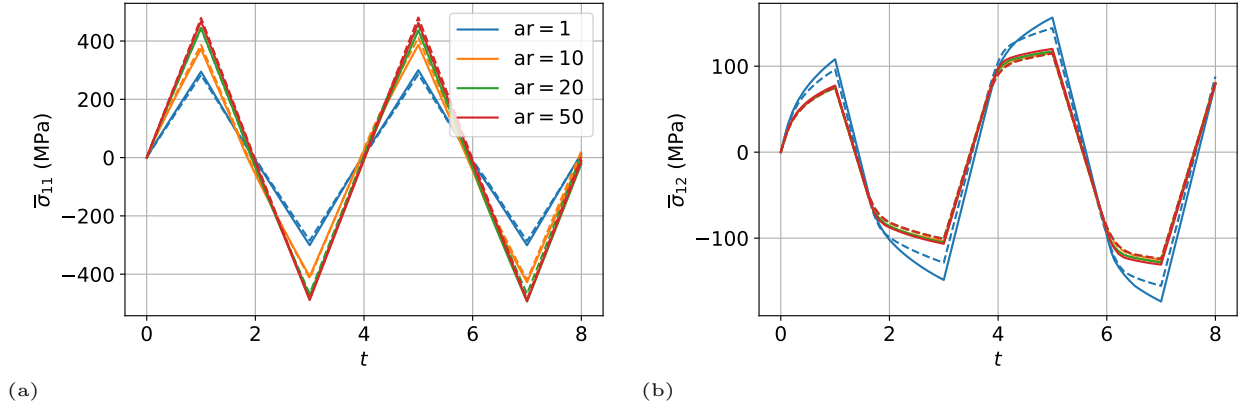 400
200
0
−200
−400
σ̅₁₁ (MPa)
0 2 4 6 8
t
ar = 1
ar = 10
ar = 20
ar = 50
(a)
100
0
−100
σ̅₁₂ (MPa)
0 2 4 6 8
t
(b)